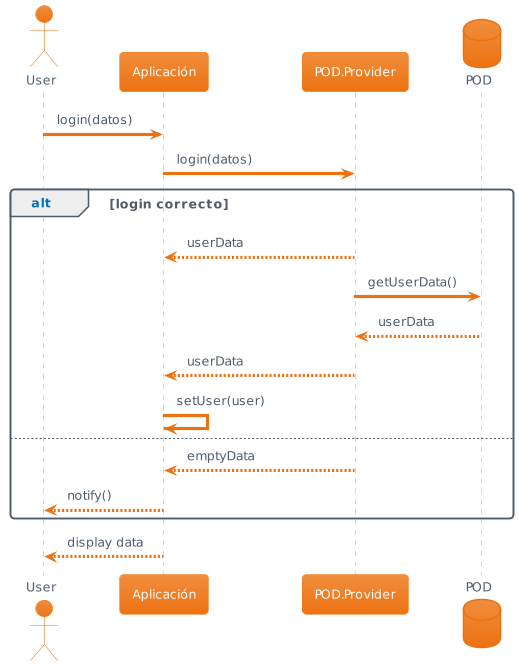 User
Aplicación
POD.Provider
POD
login(datos)
login(datos)
alt
[login correcto]
userData
getUserData()
userData
userData
setUser(user)
emptyData
notify()
display data
User
Aplicación
POD.Provider
POD